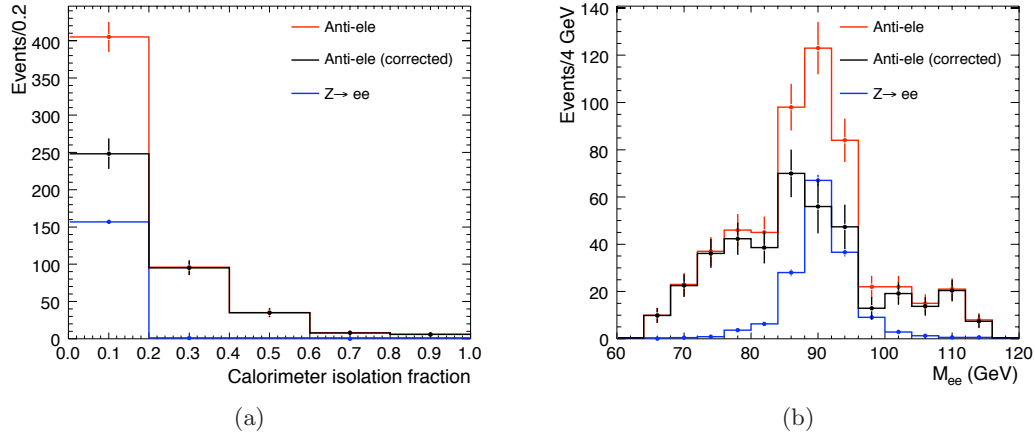 Events/0.2
400
350
300
250
200
150
100
50
0
0.0 0.1 0.2 0.3 0.4 0.5 0.6 0.7 0.8 0.9 1.0
Calorimeter isolation fraction
Anti-ele
Anti-ele (corrected)
Z→ ee
(a)
Events/4 GeV
140
120
100
80
60
40
20
0
60 70 80 90 100 110 120
M_ee (GeV)
Anti-ele
Anti-ele (corrected)
Z→ ee
(b)